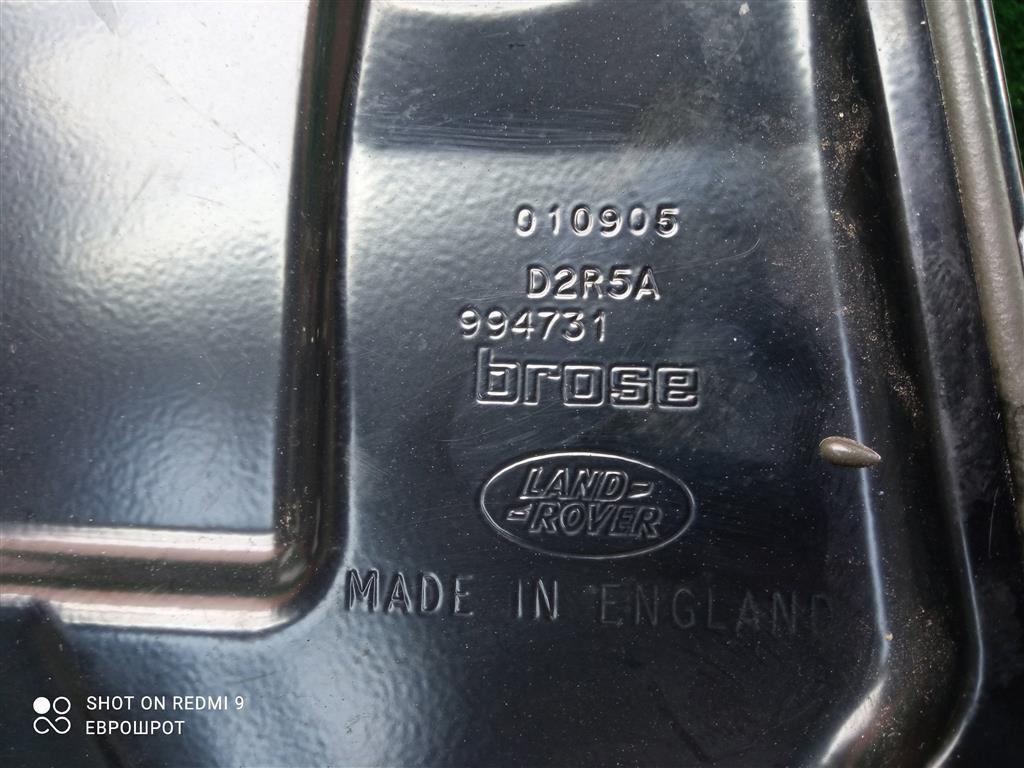 010905
D2R5A
994731
brose
LAND-
-ROVER
MADE IN ENGLAND
SHOT ON REDMI 9
ЕВРОШРОТ